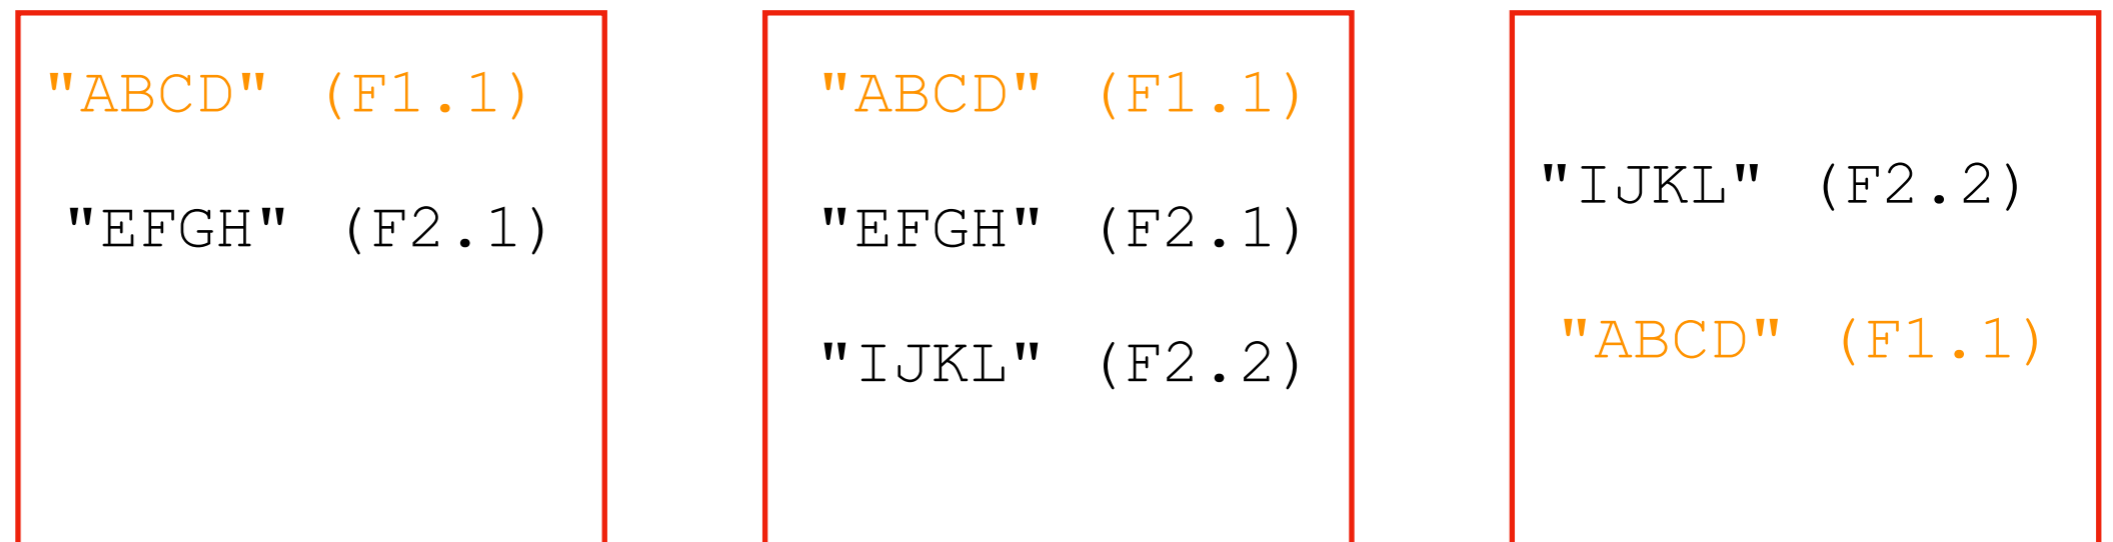 "ABCD" (F1.1)
"EFGH" (F2.1)
"ABCD" (F1.1)
"EFGH" (F2.1)
"IJKL" (F2.2)
"IJKL" (F2.2)
"ABCD" (F1.1)